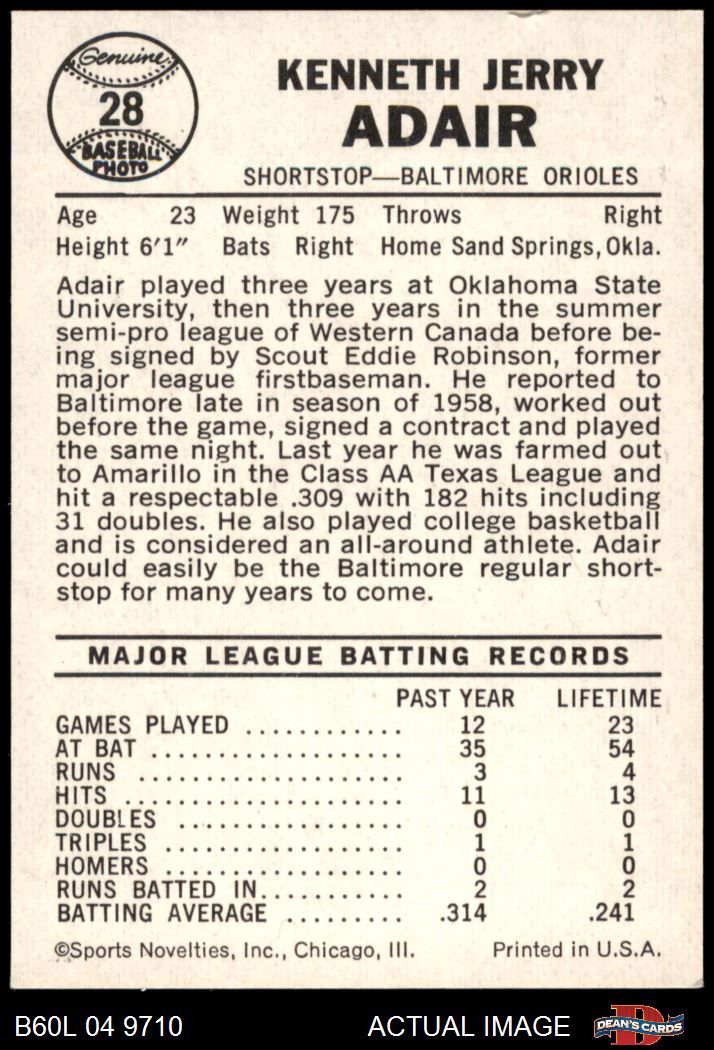 Genuine
28
BASEBALL
PHOTO
KENNETH JERRY
ADAIR
SHORTSTOP—BALTIMORE ORIOLES
Age 23 Weight 175 Throws Right
Height 6'1" Bats Right Home Sand Springs, Okla.
Adair played three years at Oklahoma State
University, then three years in the summer
semi-pro league of Western Canada before be-
ing signed by Scout Eddie Robinson, former
major league firstbaseman. He reported to
Baltimore late in season of 1958, worked out
before the game, signed a contract and played
the same night. Last year he was farmed out
to Amarillo in the Class AA Texas League and
hit a respectable .309 with 182 hits including
31 doubles. He also played college basketball
and is considered an all-around athlete. Adair
could easily be the Baltimore regular short-
stop for many years to come.
MAJOR LEAGUE BATTING RECORDS
PAST YEAR LIFETIME
GAMES PLAYED ............. 12 23
AT BAT ..................... 35 54
RUNS ...................... 3 4
HITS ....................... 11 13
DOUBLES .................. 0 0
TRIPLES ................... 1 1
HOMERS ................... 0 0
RUNS BATTED IN........... 2 2
BATTING AVERAGE ......... .314 .241
©Sports Novelties, Inc., Chicago, Ill. Printed in U.S.A.
B60L 04 9710 ACTUAL IMAGE DEAN'S CARDS